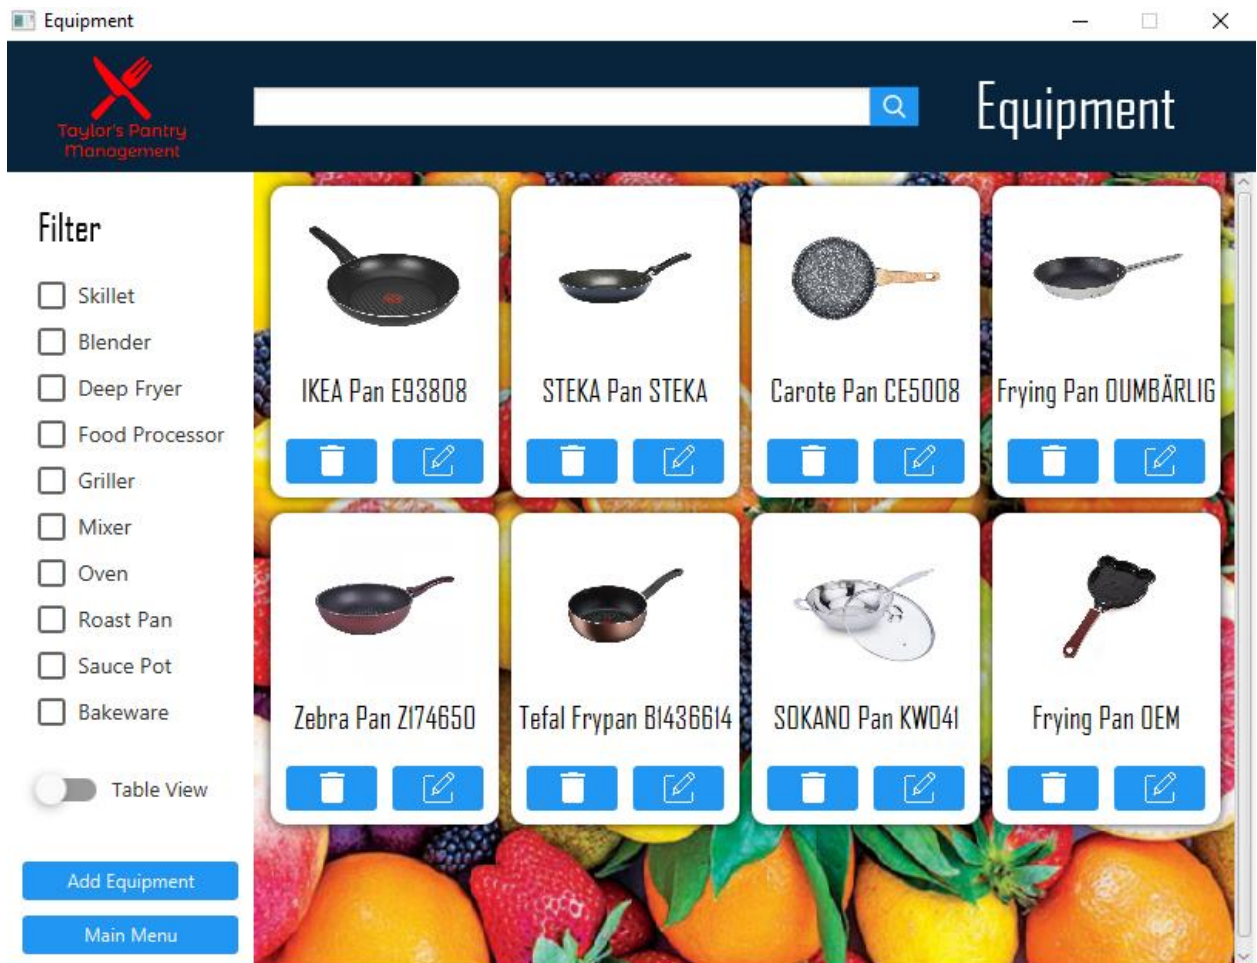 Equipment
Taylor's Pantry
Management
Equipment
Filter
Skillet
Blender
Deep Fryer
Food Processor
Griller
Mixer
Oven
Roast Pan
Sauce Pot
Bakeware
Table View
Add Equipment
Main Menu
IKEA Pan E93808
STEKA Pan STEKA
Carote Pan CE5008
Frying Pan OUMBÄRLIG
Zebra Pan Z174650
Tefal Frypan B1436614
SOKANO Pan KW041
Frying Pan OEM